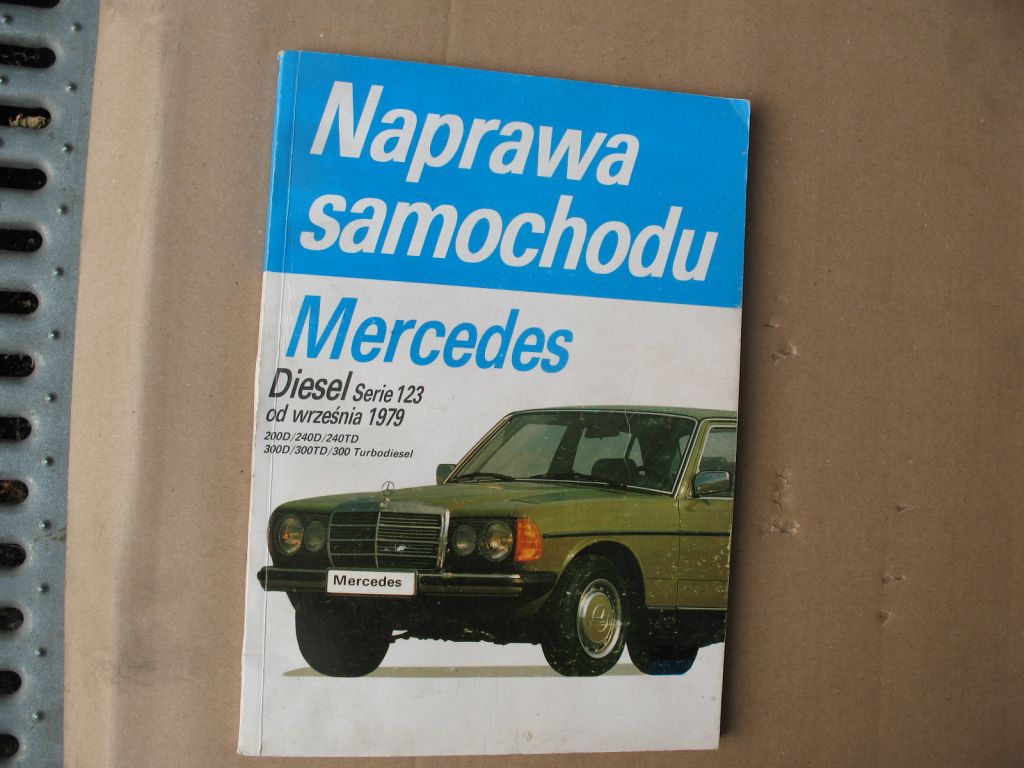 Naprawa
samochodu
Mercedes
Diesel Serie 123
od września 1979
200D/240D/240TD
300D/300TD/300 Turbodiesel
Mercedes